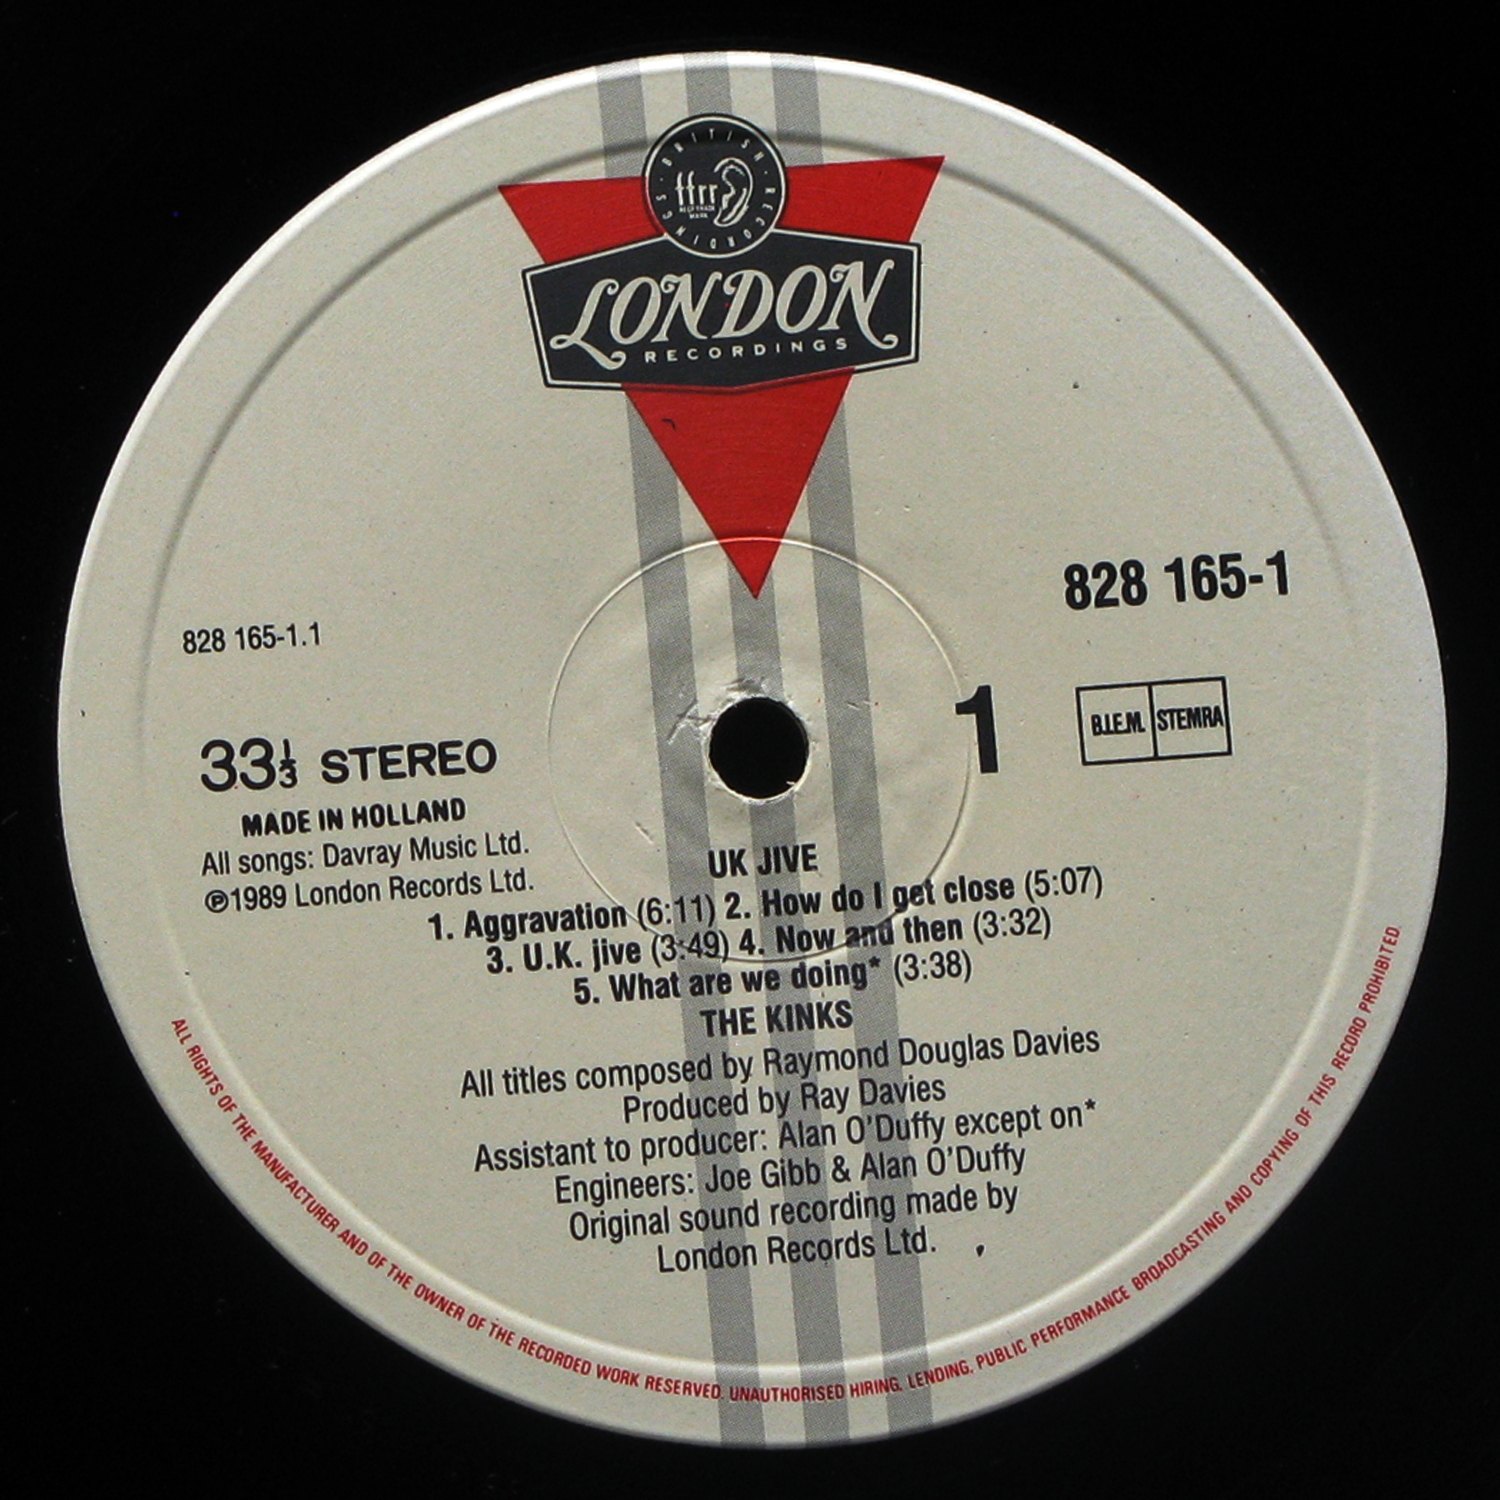 BRITISH · RECORDINGS ·
ffrr
LONDON
RECORDINGS
828 165-1
828 165-1.1
1
B.I.E.M. STEMRA
33⅓ STEREO
MADE IN HOLLAND
All songs: Davray Music Ltd.
℗1989 London Records Ltd.
UK JIVE
1. Aggravation (6:11) 2. How do I get close (5:07)
3. U.K. jive (3:49) 4. Now and then (3:32)
5. What are we doing* (3:38)
THE KINKS
All titles composed by Raymond Douglas Davies
Produced by Ray Davies
Assistant to producer: Alan O'Duffy except on*
Engineers: Joe Gibb & Alan O'Duffy
Original sound recording made by
London Records Ltd.
ALL RIGHTS OF THE MANUFACTURER AND OF THE OWNER OF THE RECORDED WORK RESERVED. UNAUTHORISED HIRING, LENDING, PUBLIC PERFORMANCE BROADCASTING AND COPYING OF THIS RECORD PROHIBITED.